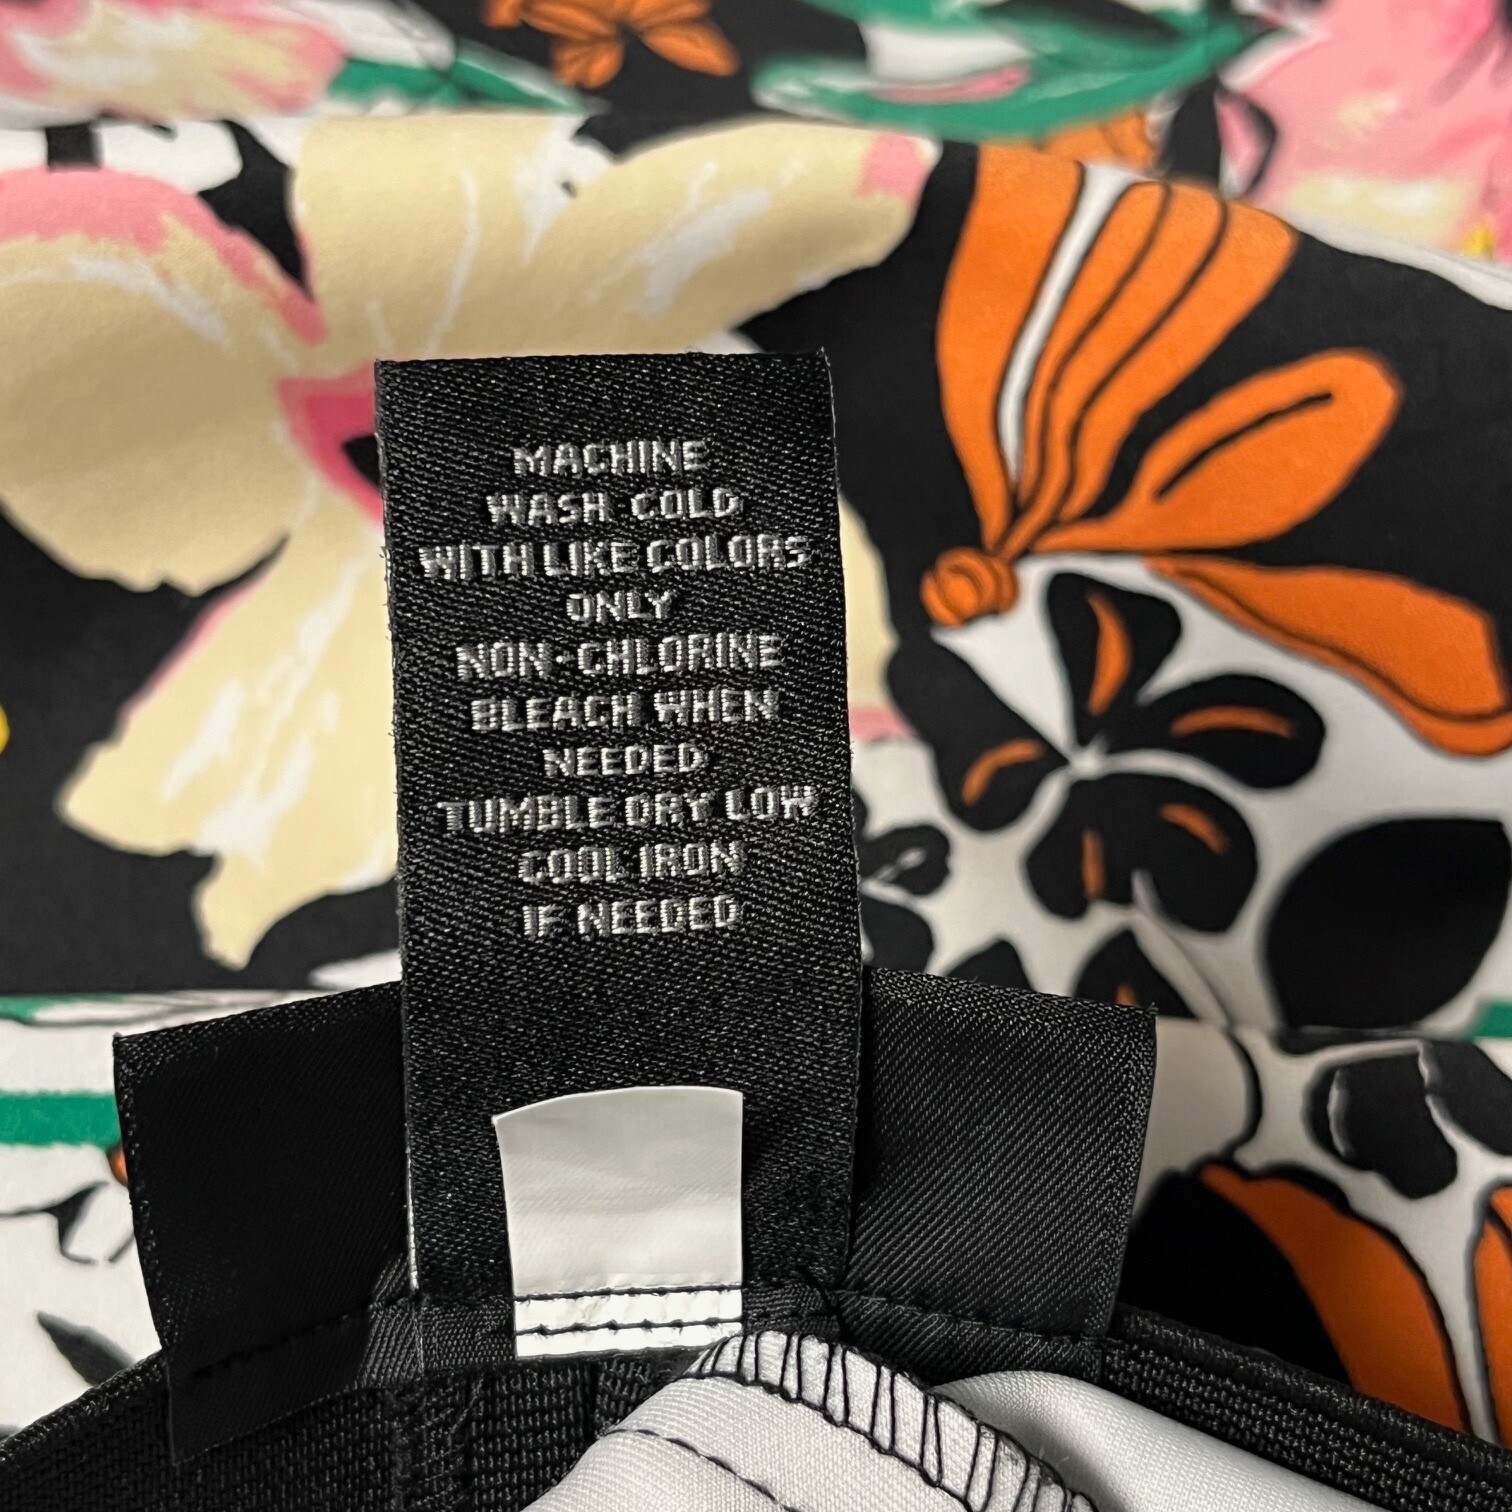 MACHINE
WASH COLD
WITH LIKE COLORS
ONLY
NON-CHLORINE
BLEACH WHEN
NEEDED
TUMBLE DRY LOW
COOL IRON
IF NEEDED